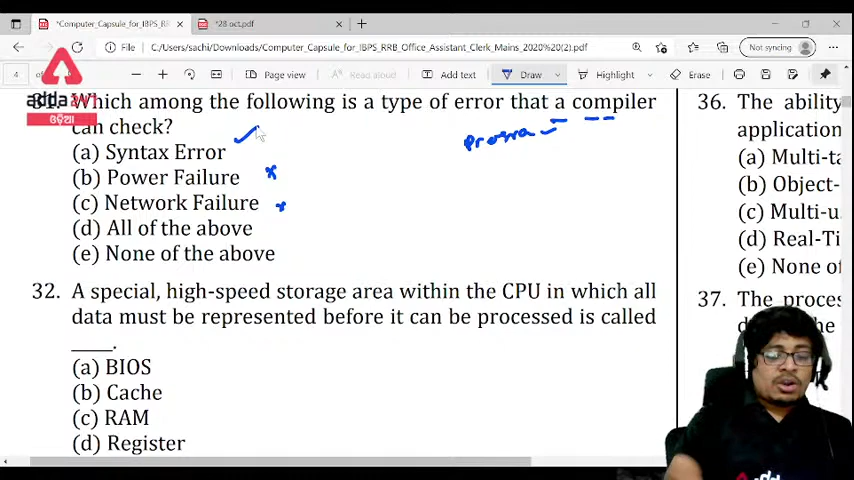 *Computer_Capsule_for_IBPS_RR
*28 oct.pdf
File
C:/Users/sachi/Downloads/Computer_Capsule_for_IBPS_RRB_Office_Assistant_Clerk_Mains_2020%20(2).pdf
Not syncing
4
Page view
Read aloud
Add text
Draw
Highlight
Erase
Which among the following is a type of error that a compiler
can check?
(a) Syntax Error
(b) Power Failure
(c) Network Failure
(d) All of the above
(e) None of the above
32. A special, high-speed storage area within the CPU in which all
data must be represented before it can be processed is called
____.
(a) BIOS
(b) Cache
(c) RAM
(d) Register
36. The ability
application
(a) Multi-ta
(b) Object-
(c) Multi-u
(d) Real-Ti
(e) None of
37. The proces
ଓଡ଼ିଆ